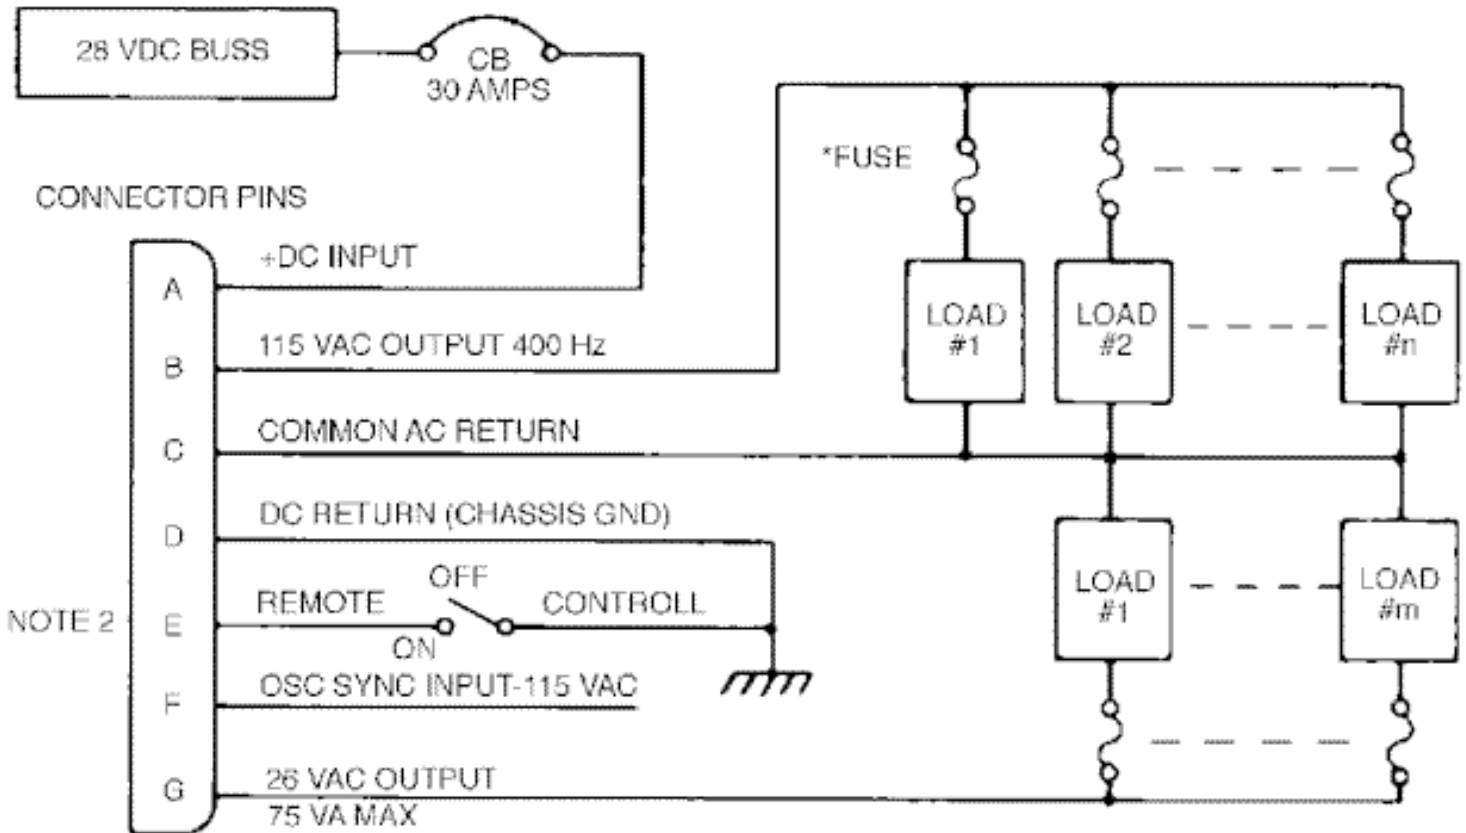 28 VDC BUSS
CB
30 AMPS
*FUSE
CONNECTOR PINS
+DC INPUT
A
115 VAC OUTPUT 400 Hz
B
COMMON AC RETURN
C
DC RETURN (CHASSIS GND)
D
OFF
REMOTE
CONTROLL
NOTE 2
E
ON
OSC SYNC INPUT-115 VAC
F
26 VAC OUTPUT
G
75 VA MAX
LOAD
#1
LOAD
#2
LOAD
#n
LOAD
#1
LOAD
#m